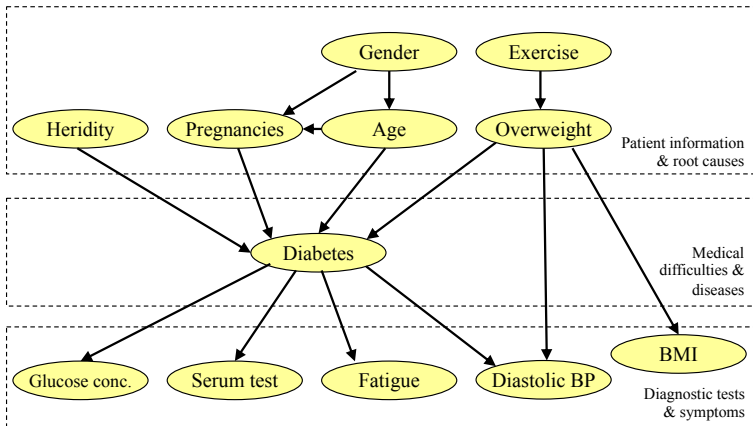 Gender
Exercise
Heridity
Pregnancies
Age
Overweight
Patient information
& root causes
Diabetes
Medical
difficulties &
diseases
Glucose conc.
Serum test
Fatigue
Diastolic BP
BMI
Diagnostic tests
& symptoms